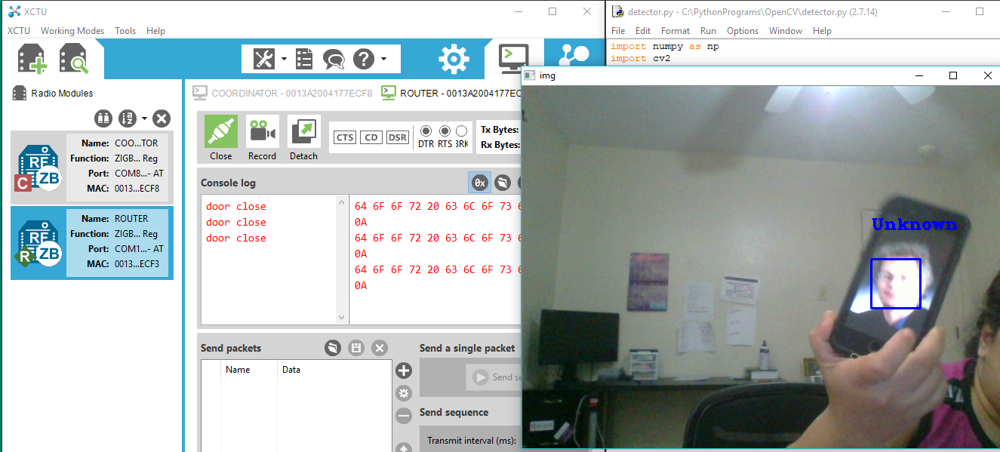 XCTU
XCTU Working Modes Tools Help
Radio Modules
Name: COO...TOR
Function: ZIGB... Reg
Port: COM8...- AT
MAC: 0013...ECF8
RF
C ZB
Name: ROUTER
Function: ZIGB... Reg
Port: COM1...- AT
MAC: 0013...ECF3
RF
R ZB
COORDINATOR - 0013A2004177ECF8
ROUTER - 0013A2004177EC
Close
Record
Detach
CTS CD DSR
DTR RTS BRK
Tx Bytes:
Rx Bytes:
Console log
0x
door close
door close
door close
64 6F 6F 72 20 63 6C 6F 73 6
0A
64 6F 6F 72 20 63 6C 6F 73 6
0A
64 6F 6F 72 20 63 6C 6F 73 6
0A
Send packets
Name Data
Send a single packet
Send se
Send sequence
Transmit interval (ms):
detector.py - C:\PythonPrograms\OpenCV\detector.py (2.7.14)
File Edit Format Run Options Window Help
import numpy as np
import cv2
img
Unknown